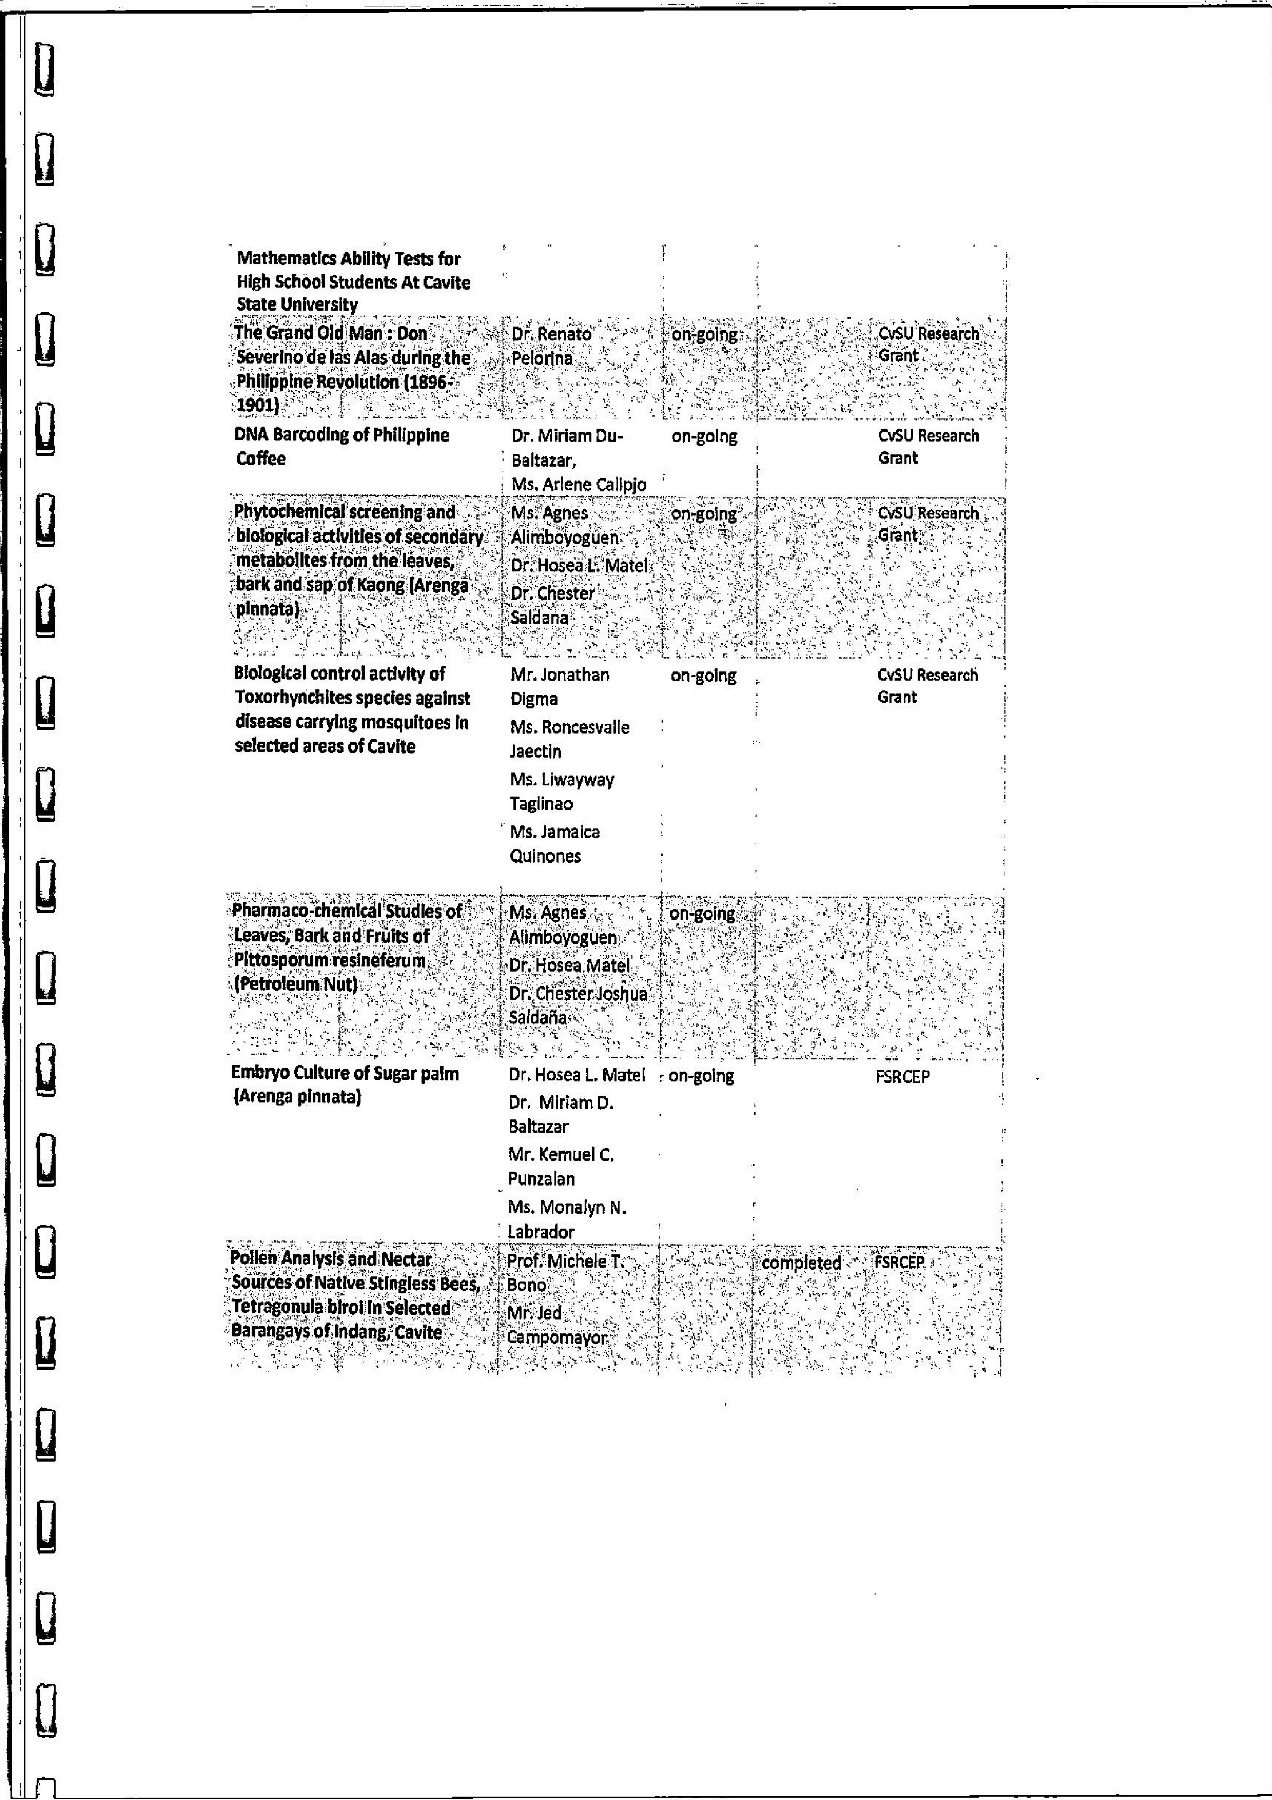 Mathematics Ability Tests for
High School Students At Cavite
State University
The Grand Old Man : Don
Severino de las Alas during the
Philippine Revolution (1896-
1901)
Dr. Renato
Pelorina
on-going
CvSU Research
Grant
DNA Barcoding of Philippine
Coffee
Dr. Miriam Du-
Baltazar,
Ms. Arlene Calipjo
on-going
CvSU Research
Grant
Phytochemical screening and
biological activities of secondary
metabolites from the leaves,
bark and sap of Kaong (Arenga
pinnata)
Ms. Agnes
Alimboyoguen
Dr. Hosea L. Matel
Dr. Chester
Saldana
on-going
CvSU Research
Grant
Biological control activity of
Toxorhynchites species against
disease carrying mosquitoes in
selected areas of Cavite
Mr. Jonathan
Digma
Ms. Roncesvalle
Jaectin
Ms. Liwayway
Taglinao
Ms. Jamaica
Quinones
on-going
CvSU Research
Grant
Pharmaco-chemical Studies of
Leaves, Bark and Fruits of
Pittosporum resineferum
(Petroleum Nut)
Ms. Agnes
Alimboyoguen
Dr. Hosea Matel
Dr. Chester Joshua
Saldaña
on-going
Embryo Culture of Sugar palm
(Arenga pinnata)
Dr. Hosea L. Matel
Dr. Miriam D.
Baltazar
Mr. Kemuel C.
Punzalan
Ms. Monalyn N.
Labrador
on-going
FSRCEP
Pollen Analysis and Nectar
Sources of Native Stingless Bees,
Tetragonula biroi in Selected
Barangays of Indang, Cavite
Prof. Michele T.
Bono
Mr. Jed
Campomayor
completed
FSRCEP